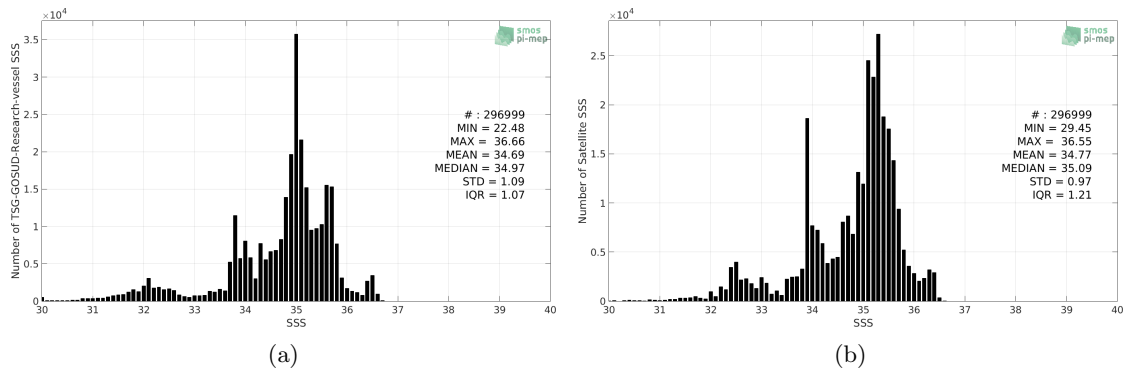 ×10⁴
smos
pi-mep
Number of TSG-GOSUD-Research-vessel SSS
3.5
3
2.5
2
1.5
1
0.5
0
# : 296999
MIN = 22.48
MAX = 36.66
MEAN = 34.69
MEDIAN = 34.97
STD = 1.09
IQR = 1.07
30 31 32 33 34 35 36 37 38 39 40
SSS
(a)
×10⁴
smos
pi-mep
Number of Satellite SSS
2.5
2
1.5
1
0.5
0
# : 296999
MIN = 29.45
MAX = 36.55
MEAN = 34.77
MEDIAN = 35.09
STD = 0.97
IQR = 1.21
30 31 32 33 34 35 36 37 38 39 40
SSS
(b)